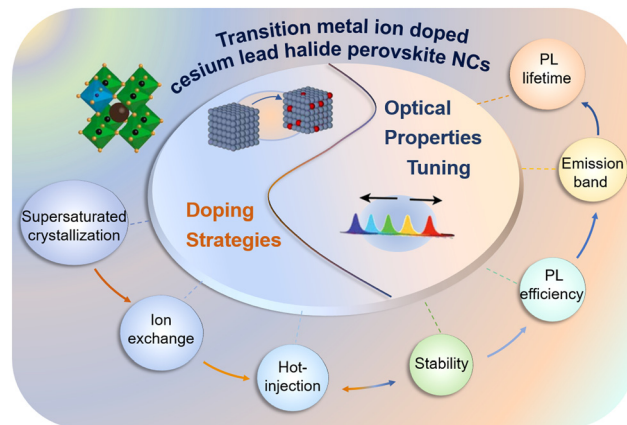 Transition metal ion doped
cesium lead halide perovskite NCs
PL
lifetime
Optical
Properties
Tuning
Emission
band
Supersaturated
crystallization
Doping
Strategies
PL
efficiency
Ion
exchange
Hot-
injection
Stability